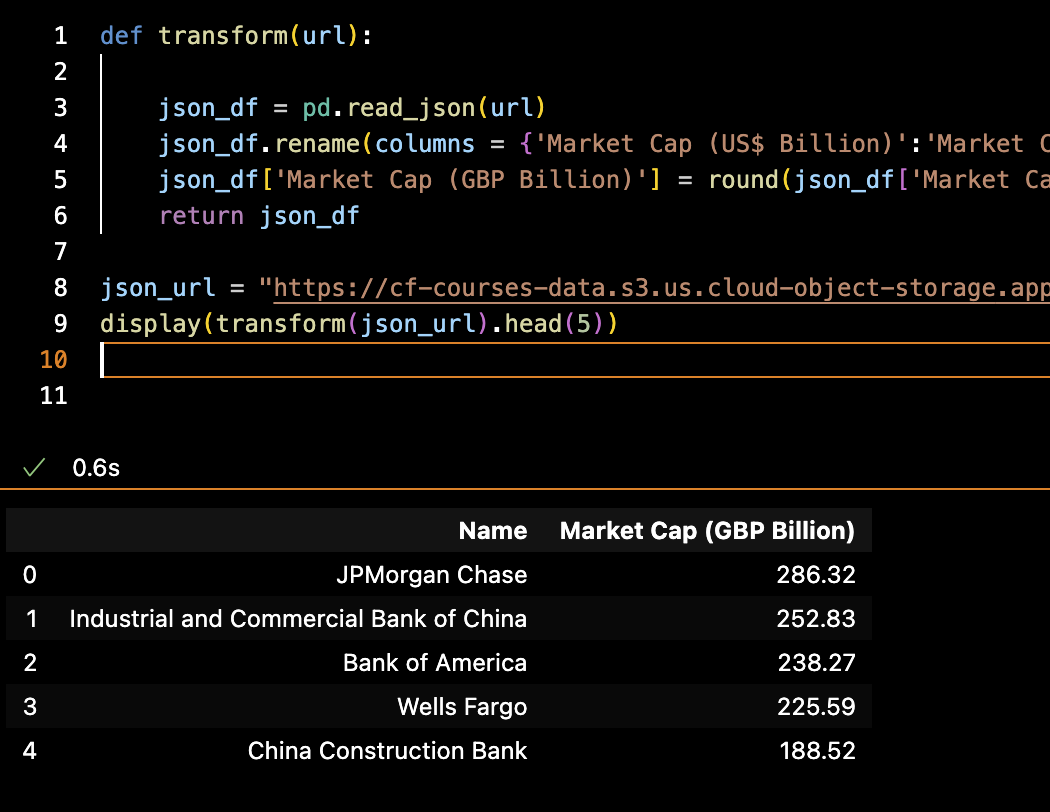 1 def transform(url):
2
3 json_df = pd.read_json(url)
4 json_df.rename(columns = {'Market Cap (US$ Billion)':'Market
5 json_df['Market Cap (GBP Billion)'] = round(json_df['Market
6 return json_df
7
8 json_url = "https://cf-courses-data.s3.us.cloud-object-storage.app
9 display(transform(json_url).head(5))
10
11
0.6s
Name Market Cap (GBP Billion)
0 JPMorgan Chase 286.32
1 Industrial and Commercial Bank of China 252.83
2 Bank of America 238.27
3 Wells Fargo 225.59
4 China Construction Bank 188.52